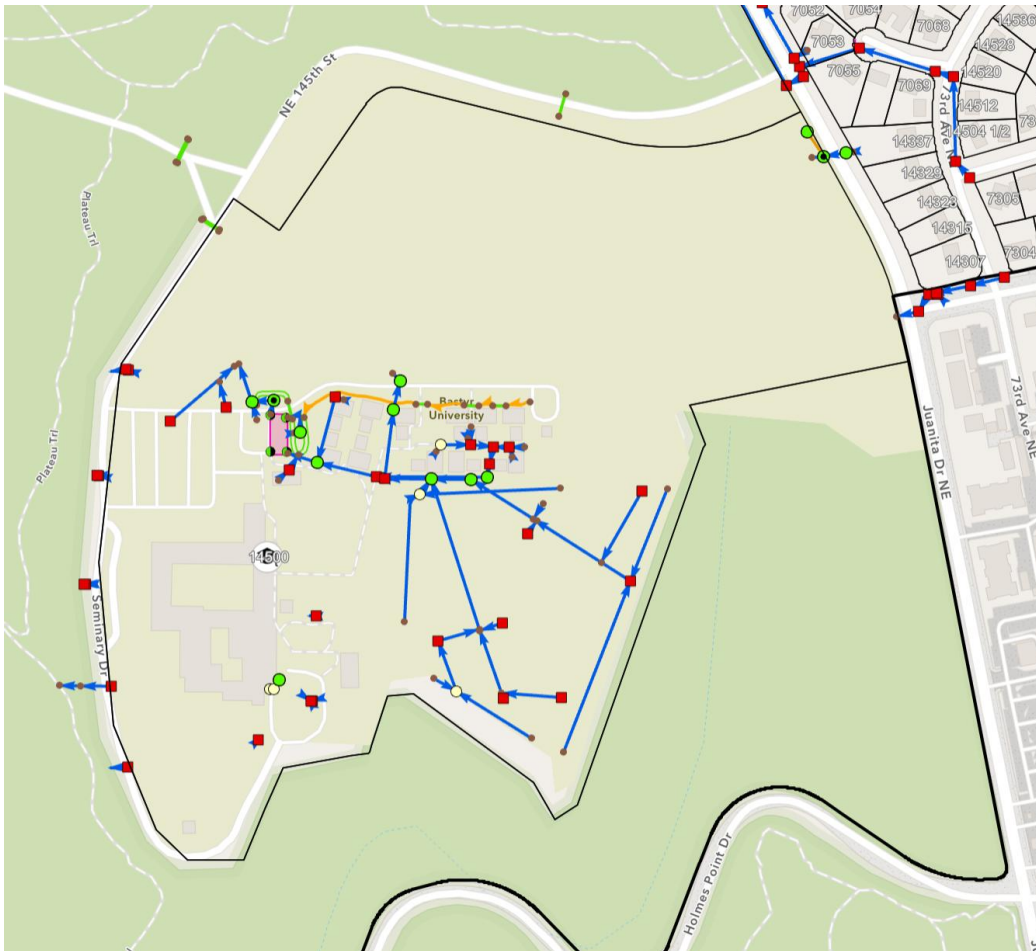 7052
7054
14536
7068
7053
14528
7055
14520
7069
NE 145th St
73rd Ave N
14512
14504 1/2
14337
14329
Plateau Trl
7305
14323
14315
14307
7304
Bastyr
University
Juanita Dr NE
73rd Ave NE
Plateau Trl
14500
Seminary Dr
Holmes Point Dr